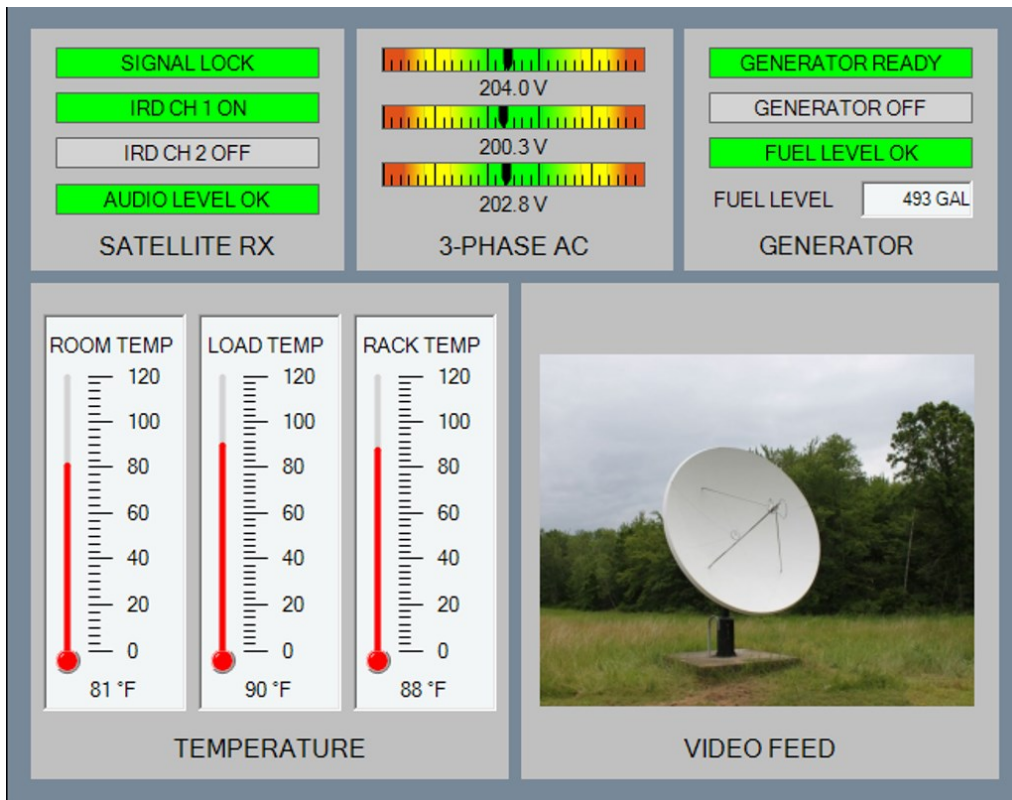 SIGNAL LOCK
IRD CH 1 ON
IRD CH 2 OFF
AUDIO LEVEL OK
SATELLITE RX
204.0 V
200.3 V
202.8 V
3-PHASE AC
GENERATOR READY
GENERATOR OFF
FUEL LEVEL OK
FUEL LEVEL 493 GAL
GENERATOR
ROOM TEMP
120
100
80
60
40
20
0
81 °F
LOAD TEMP
120
100
80
60
40
20
0
90 °F
RACK TEMP
120
100
80
60
40
20
0
88 °F
TEMPERATURE
VIDEO FEED